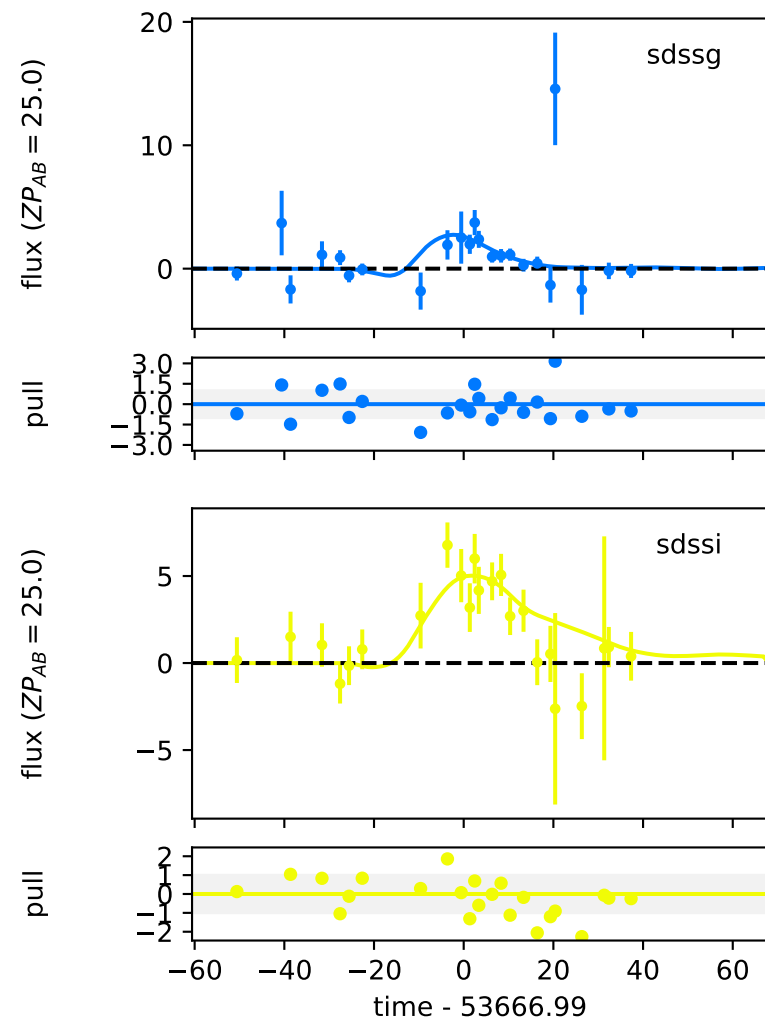 20
sdssg
10
0
flux (ZP_AB = 25.0)
3.0
1.5
0.0
−1.5
−3.0
pull
sdssi
5
0
−5
flux (ZP_AB = 25.0)
2
1
0
−1
−2
pull
−60 −40 −20 0 20 40 60
time - 53666.99